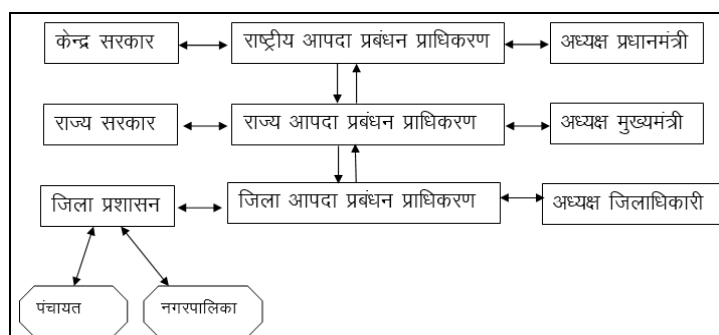 केन्द्र सरकार राष्ट्रीय आपदा प्रबंधन प्राधिकरण अध्यक्ष प्रधानमंत्री
राज्य सरकार राज्य आपदा प्रबंधन प्राधिकरण अध्यक्ष मुख्यमंत्री
जिला प्रशासन जिला आपदा प्रबंधन प्राधिकरण अध्यक्ष जिलाधिकारी
पंचायत नगरपालिका